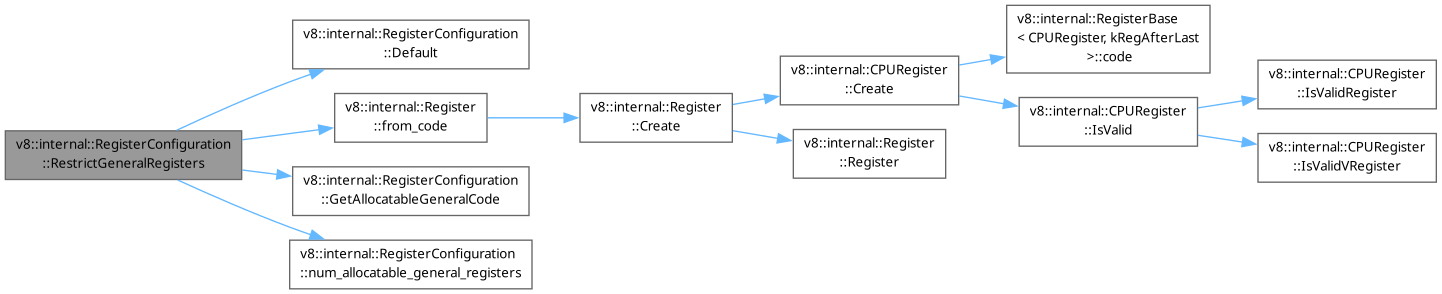 v8::internal::RegisterConfiguration
::RestrictGeneralRegisters
v8::internal::RegisterConfiguration
::Default
v8::internal::Register
::from_code
v8::internal::RegisterConfiguration
::GetAllocatableGeneralCode
v8::internal::RegisterConfiguration
::num_allocatable_general_registers
v8::internal::Register
::Create
v8::internal::CPURegister
::Create
v8::internal::Register
::Register
v8::internal::RegisterBase
< CPURegister, kRegAfterLast
>::code
v8::internal::CPURegister
::IsValid
v8::internal::CPURegister
::IsValidRegister
v8::internal::CPURegister
::IsValidVRegister